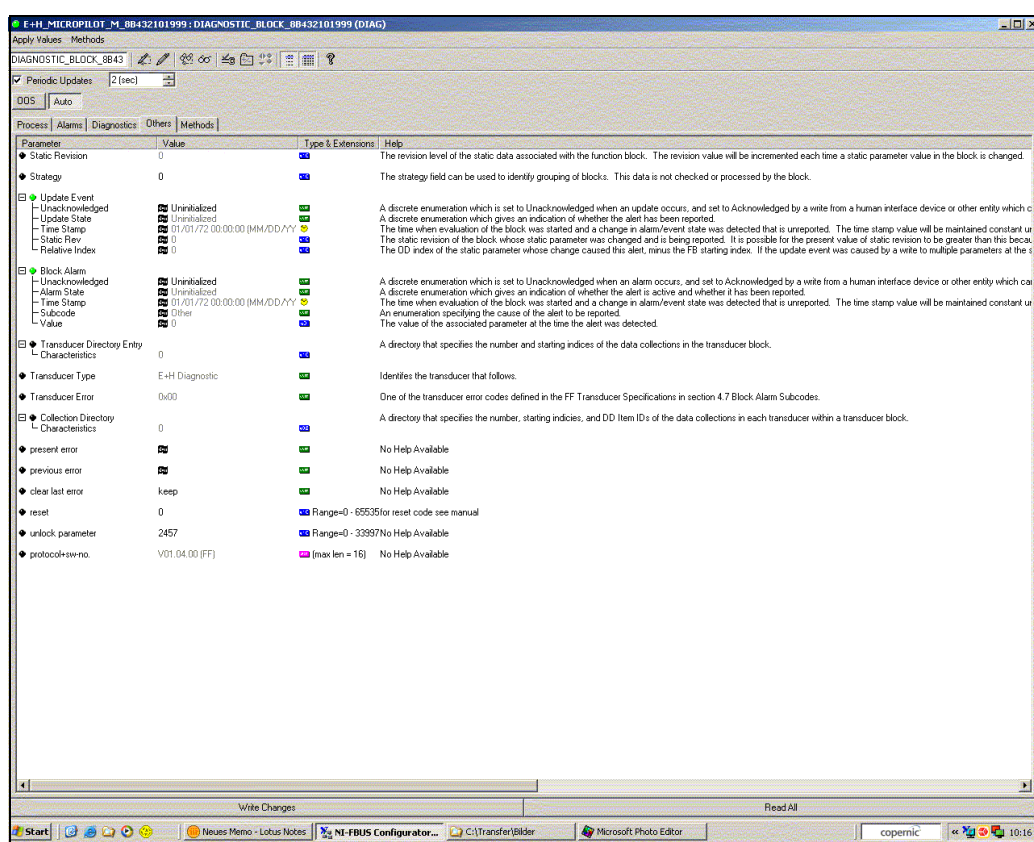 E+H_MICROPILOT_M_8B432101999 : DIAGNOSTIC_BLOCK_8B432101999 (DIAG)
Apply Values Methods
DIAGNOSTIC_BLOCK_8B43
Periodic Updates 2 (sec)
OOS Auto
Process Alarms Diagnostics Others Methods
Parameter Value Type & Extensions Help
Static Revision 0 The revision level of the static data associated with the function block. The revision value will be incremented each time a static parameter value in the block is changed.
Strategy 0 The strategy field can be used to identify grouping of blocks. This data is not checked or processed by the block.
Update Event
Unacknowledged Uninitialized A discrete enumeration which is set to Unacknowledged when an update occurs, and set to Acknowledged by a write from a human interface device or other entity which c
Update State Uninitialized A discrete enumeration which gives an indication of whether the alert has been reported.
Time Stamp 01/01/72 00:00:00 (MM/DD/YY The time when evaluation of the block was started and a change in alarm/event state was detected that is unreported. The time stamp value will be maintained constant ur
Static Rev 0 The static revision of the block whose static parameter was changed and is being reported. It is possible for the present value of static revision to be greater than this becau
Relative Index 0 The OD index of the static parameter whose change caused this alert, minus the FB starting index. If the update event was caused by a write to multiple parameters at the s
Block Alarm
Unacknowledged Uninitialized A discrete enumeration which is set to Unacknowledged when an alarm occurs, and set to Acknowledged by a write from a human interface device or other entity which ca
Alarm State Uninitialized A discrete enumeration which gives an indication of whether the alert is active and whether it has been reported.
Time Stamp 01/01/72 00:00:00 (MM/DD/YY The time when evaluation of the block was started and a change in alarm/event state was detected that is unreported. The time stamp value will be maintained constant ur
Subcode Other An enumeration specifying the cause of the alert to be reported.
Value 0 The value of the associated parameter at the time the alert was detected.
Transducer Directory Entry A directory that specifies the number and starting indices of the data collections in the transducer block.
Characteristics 0
Transducer Type E+H Diagnostic Identifes the transducer that follows.
Transducer Error 0x00 One of the transducer error codes defined in the FF Transducer Specifications in section 4.7 Block Alarm Subcodes.
Collection Directory A directory that specifies the number, starting indicies, and DD Item IDs of the data collections in each transducer within a transducer block.
Characteristics 0
present error No Help Available
previous error No Help Available
clear last error keep No Help Available
reset 0 Range=0 - 65535 for reset code see manual
unlock parameter 2457 Range=0 - 33997 No Help Available
protocol+sw-no. V01.04.00 (FF) (max len = 16) No Help Available
Write Changes Read All
Start Neues Memo - Lotus Notes NI-FBUS Configurator... C:\Transfer\Bilder Microsoft Photo Editor copernic « 10:16